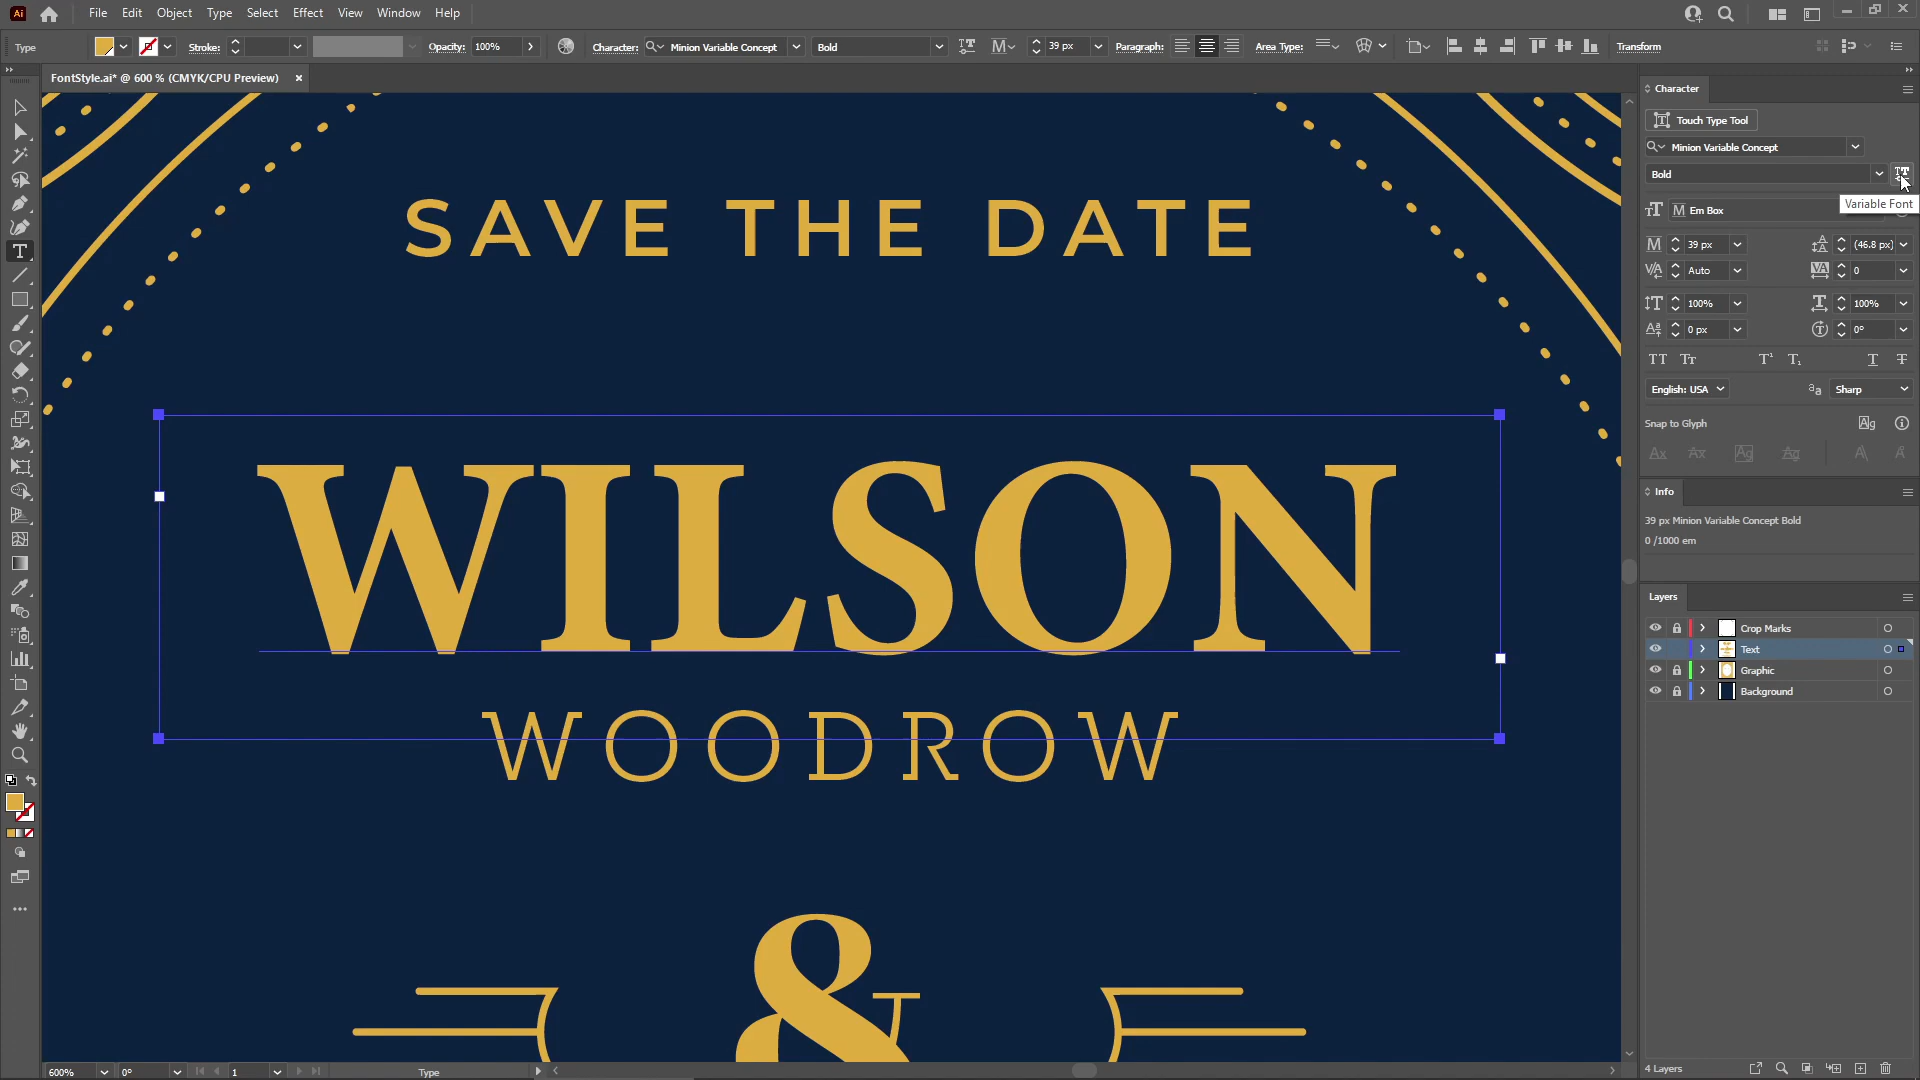 Ai File Edit Object Type Select Effect View Window Help
Type Stroke: Opacity: 100% Character: Minion Variable Concept Bold 39 px Paragraph: Area Type: Transform
FontStyle.ai* @ 600 % (CMYK/CPU Preview) ×
SAVE THE DATE
WILSON
WOODROW
&
Character
Touch Type Tool
Minion Variable Concept
Bold
Variable Font
Em Box
39 px (46.8 px)
Auto 0
100% 100%
0 px 0°
English: USA Sharp
Snap to Glyph
Info
39 px Minion Variable Concept Bold
0 /1000 em
Layers
Crop Marks
Text
Graphic
Background
4 Layers
600% 0° 1 Type